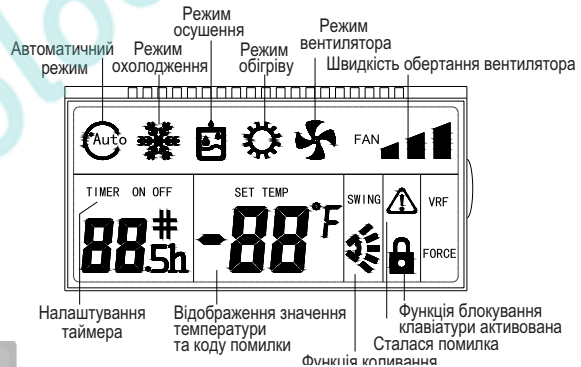 Режим
осушення
Режим
вентилятора
Автоматичний
режим
Режим
охолодження
Режим
обігріву
Швидкість обертання вентилятора
Auto
FAN
TIMER ON OFF
SET TEMP
SWING
VRF
88.5h
#
-88°F
FORCE
Налаштування
таймера
Відображення значення
температури
та коду помилки
Функція блокування
клавіатури активована
Сталася помилка
Функція коливання